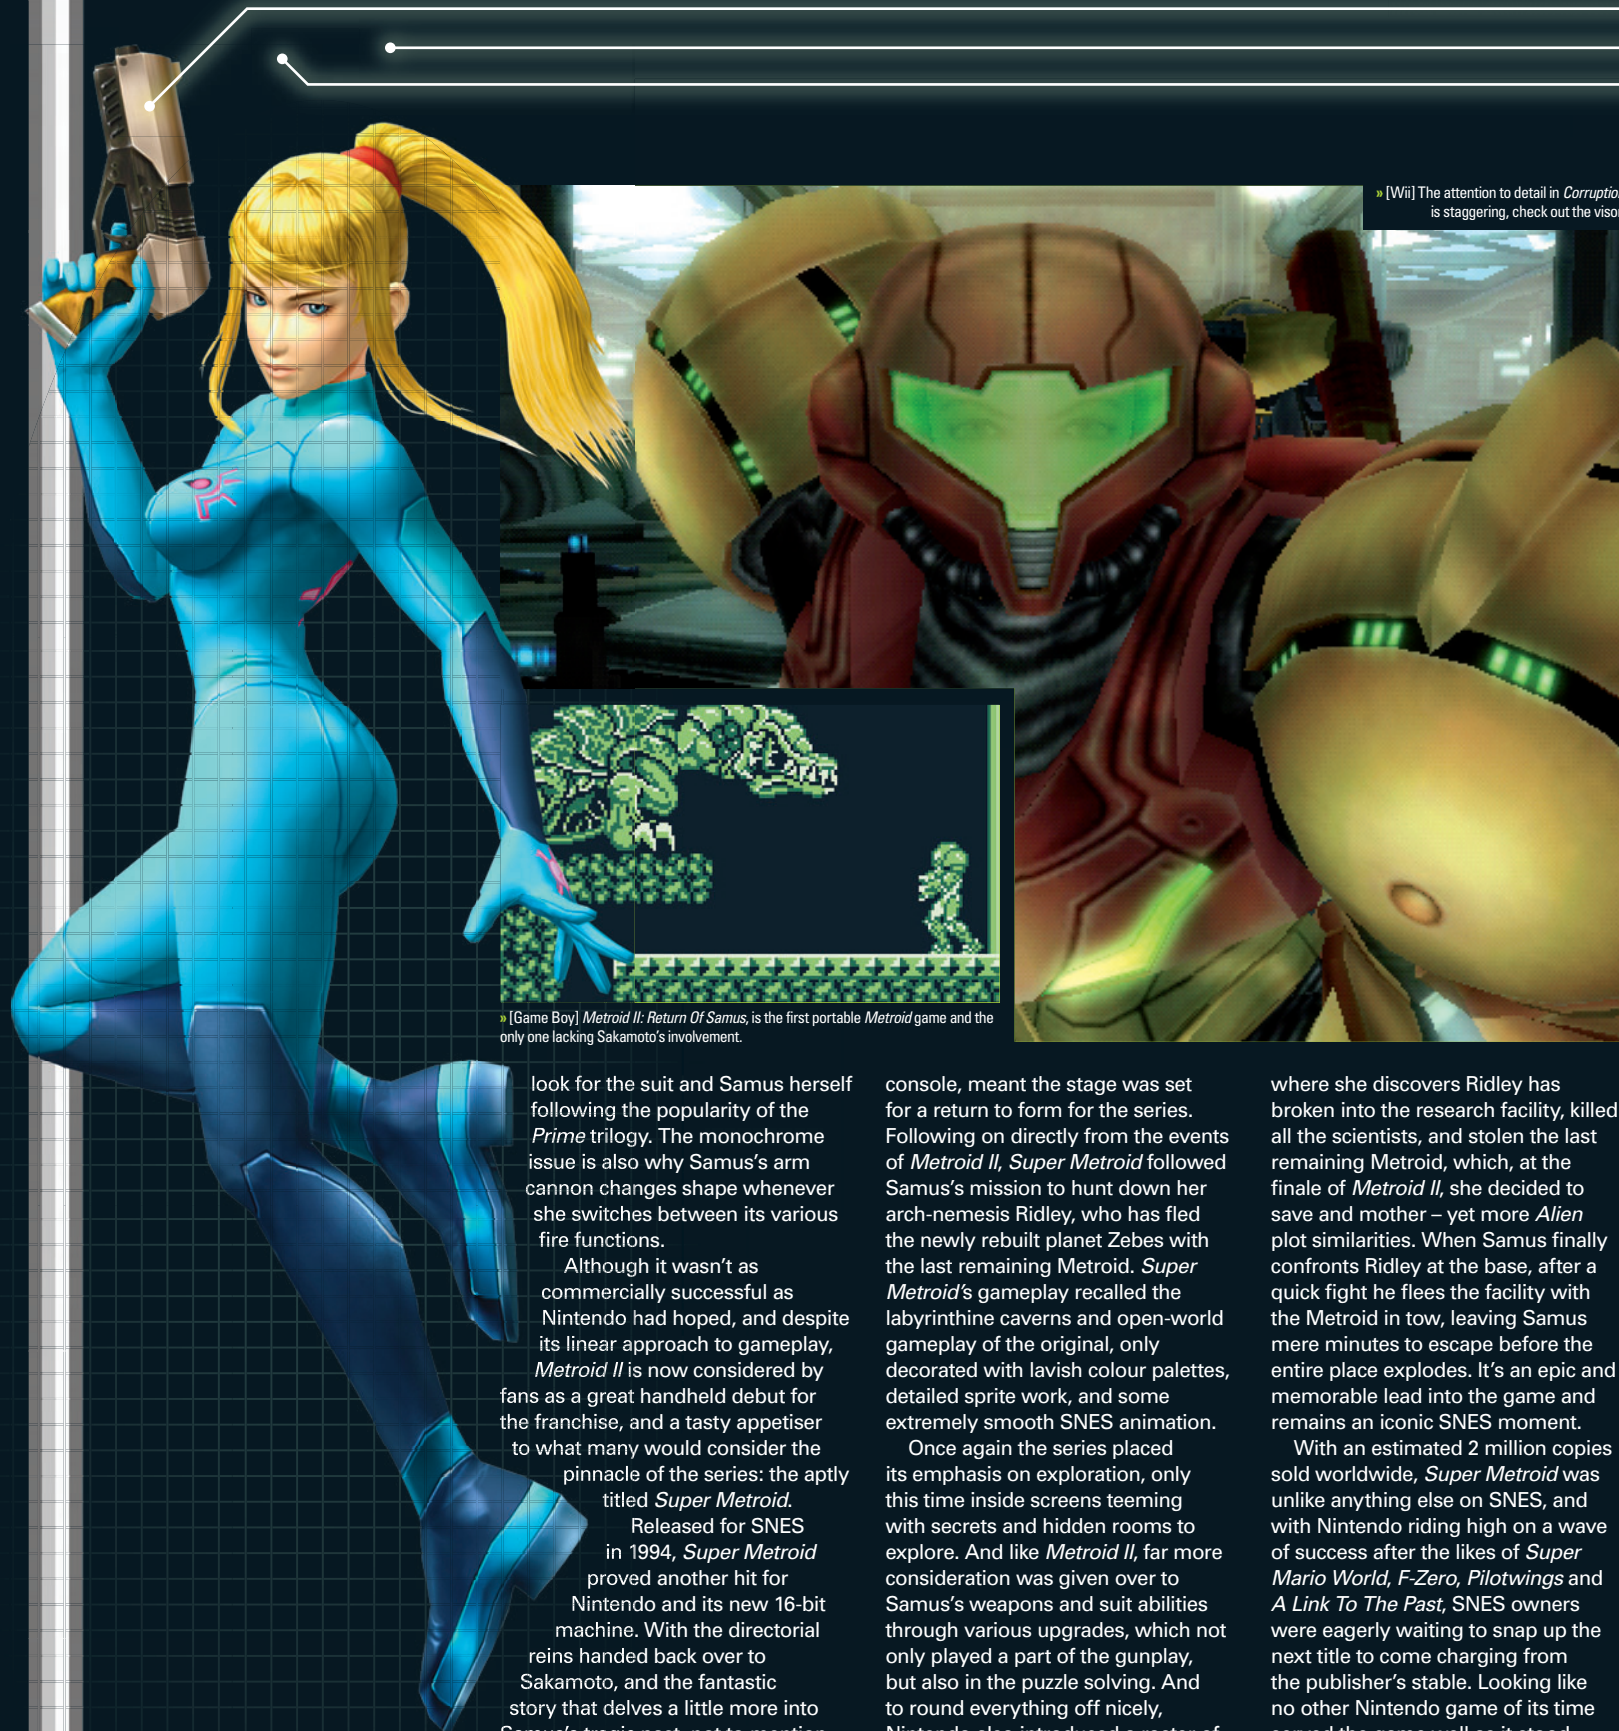 » [Wii] The attention to detail in Corruption
is staggering, check out the visor
» [Game Boy] Metroid II: Return Of Samus, is the first portable Metroid game and the
only one lacking Sakamoto's involvement.
look for the suit and Samus herself
following the popularity of the
Prime trilogy. The monochrome
issue is also why Samus's arm
cannon changes shape whenever
she switches between its various
fire functions.
Although it wasn't as
commercially successful as
Nintendo had hoped, and despite
its linear approach to gameplay,
Metroid II is now considered by
fans as a great handheld debut for
the franchise, and a tasty appetiser
to what many would consider the
pinnacle of the series: the aptly
titled Super Metroid.
Released for SNES
in 1994, Super Metroid
proved another hit for
Nintendo and its new 16-bit
machine. With the directorial
reins handed back over to
Sakamoto, and the fantastic
story that delves a little more into
Samus's tragic past, not to mention
console, meant the stage was set
for a return to form for the series.
Following on directly from the events
of Metroid II, Super Metroid followed
Samus's mission to hunt down her
arch-nemesis Ridley, who has fled
the newly rebuilt planet Zebes with
the last remaining Metroid. Super
Metroid's gameplay recalled the
labyrinthine caverns and open-world
gameplay of the original, only
decorated with lavish colour palettes,
detailed sprite work, and some
extremely smooth SNES animation.
Once again the series placed
its emphasis on exploration, only
this time inside screens teeming
with secrets and hidden rooms to
explore. And like Metroid II, far more
consideration was given over to
Samus's weapons and suit abilities
through various upgrades, which not
only played a part of the gunplay,
but also in the puzzle solving. And
to round everything off nicely,
Nintendo also introduced a roster of
where she discovers Ridley has
broken into the research facility, killed
all the scientists, and stolen the last
remaining Metroid, which, at the
finale of Metroid II, she decided to
save and mother – yet more Alien
plot similarities. When Samus finally
confronts Ridley at the base, after a
quick fight he flees the facility with
the Metroid in tow, leaving Samus
mere minutes to escape before the
entire place explodes. It's an epic and
memorable lead into the game and
remains an iconic SNES moment.
With an estimated 2 million copies
sold worldwide, Super Metroid was
unlike anything else on SNES, and
with Nintendo riding high on a wave
of success after the likes of Super
Mario World, F-Zero, Pilotwings and
A Link To The Past, SNES owners
were eagerly waiting to snap up the
next title to come charging from
the publisher's stable. Looking like
no other Nintendo game of its time
served the game well as it stood